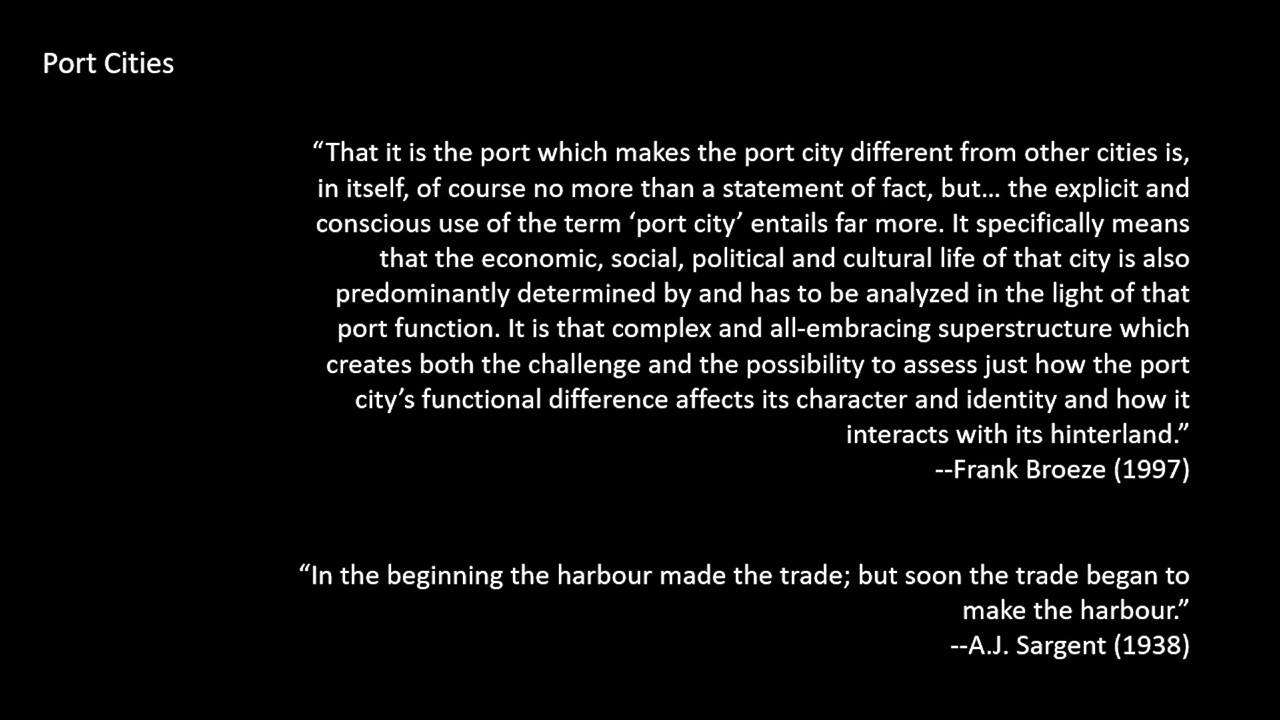 Port Cities
“That it is the port which makes the port city different from other cities is,
in itself, of course no more than a statement of fact, but… the explicit and
conscious use of the term ‘port city’ entails far more. It specifically means
that the economic, social, political and cultural life of that city is also
predominantly determined by and has to be analyzed in the light of that
port function. It is that complex and all-embracing superstructure which
creates both the challenge and the possibility to assess just how the port
city’s functional difference affects its character and identity and how it
interacts with its hinterland.”
--Frank Broeze (1997)
“In the beginning the harbour made the trade; but soon the trade began to
make the harbour.”
--A.J. Sargent (1938)